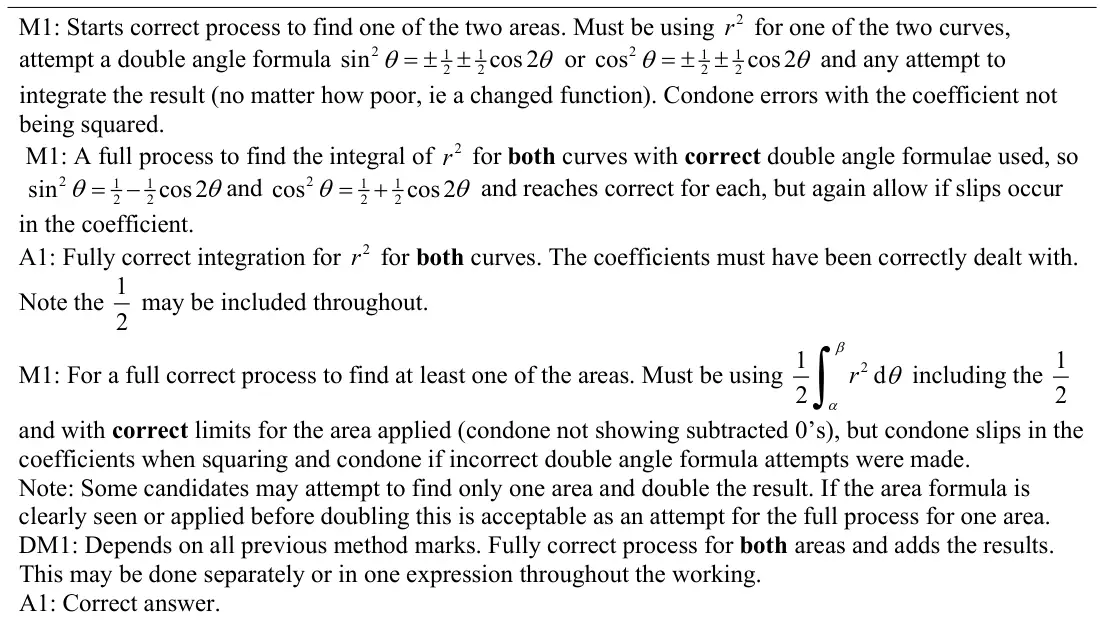 M1: Starts correct process to find one of the two areas. Must be using r² for one of the two curves,
attempt a double angle formula sin² θ = ± 1/2 ± 1/2 cos 2θ or cos² θ = ± 1/2 ± 1/2 cos 2θ and any attempt to
integrate the result (no matter how poor, ie a changed function). Condone errors with the coefficient not
being squared.
M1: A full process to find the integral of r² for both curves with correct double angle formulae used, so
sin² θ = 1/2 − 1/2 cos 2θ and cos² θ = 1/2 + 1/2 cos 2θ and reaches correct for each, but again allow if slips occur
in the coefficient.
A1: Fully correct integration for r² for both curves. The coefficients must have been correctly dealt with.
Note the 1/2 may be included throughout.
M1: For a full correct process to find at least one of the areas. Must be using 1/2 ∫_α^β r² dθ including the 1/2
and with correct limits for the area applied (condone not showing subtracted 0’s), but condone slips in the
coefficients when squaring and condone if incorrect double angle formula attempts were made.
Note: Some candidates may attempt to find only one area and double the result. If the area formula is
clearly seen or applied before doubling this is acceptable as an attempt for the full process for one area.
DM1: Depends on all previous method marks. Fully correct process for both areas and adds the results.
This may be done separately or in one expression throughout the working.
A1: Correct answer.